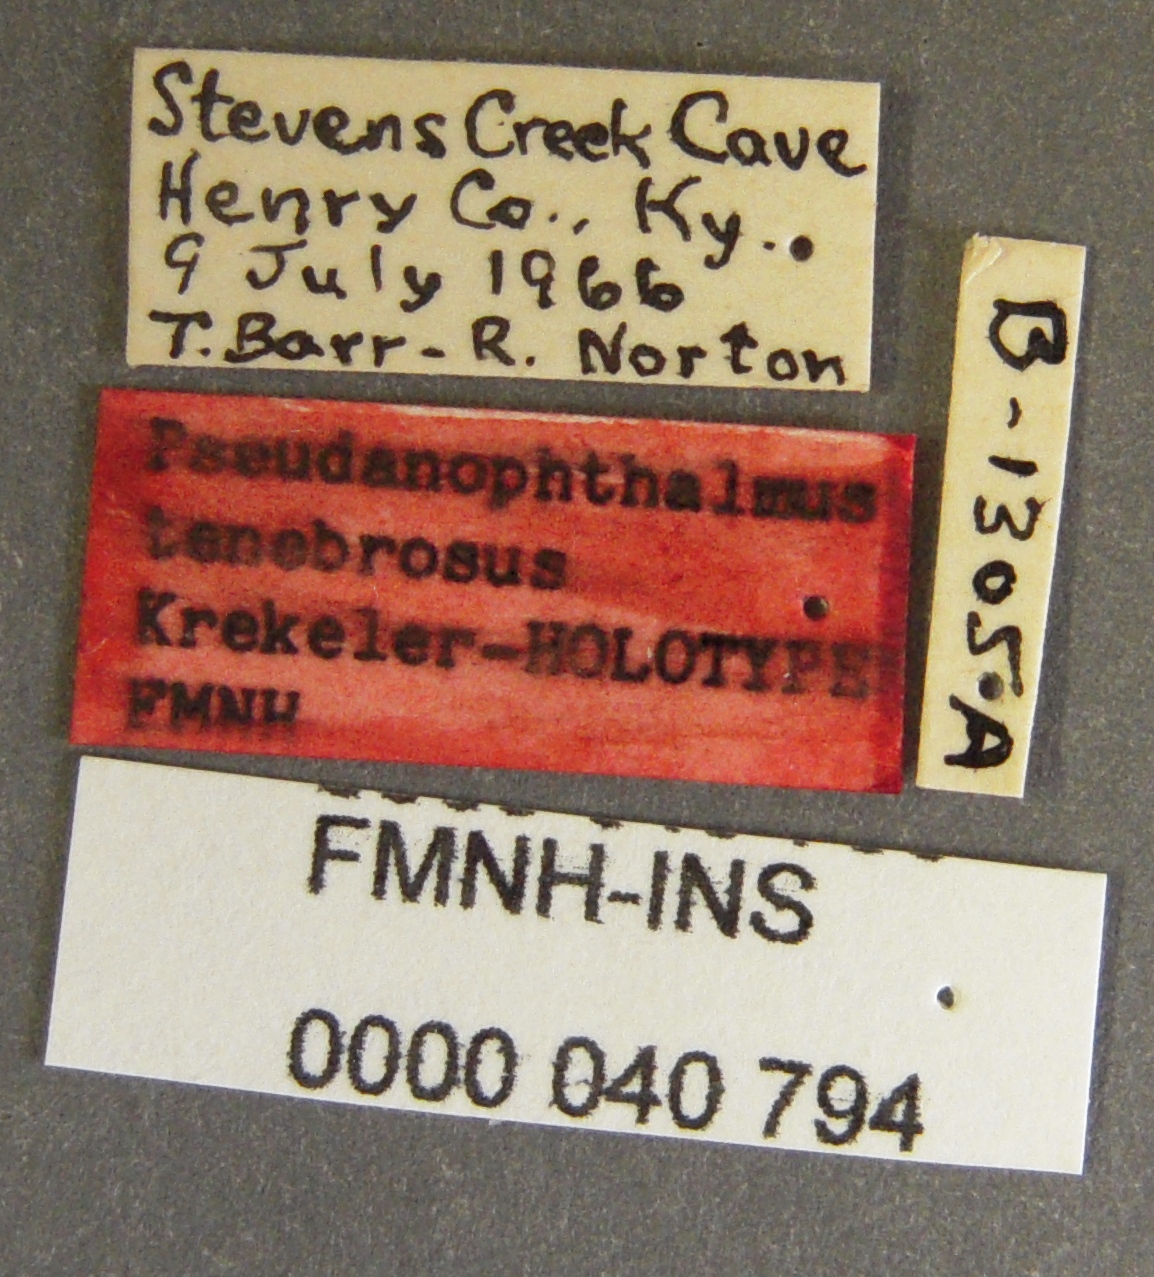 Stevens Creek Cave
Henry Co., Ky.
9 July 1966
T. Barr - R. Norton
Pseudanophthalmus
tenebrosus
Krekeler-HOLOTYPE
FMNH
B-1305A
FMNH-INS
0000 040 794